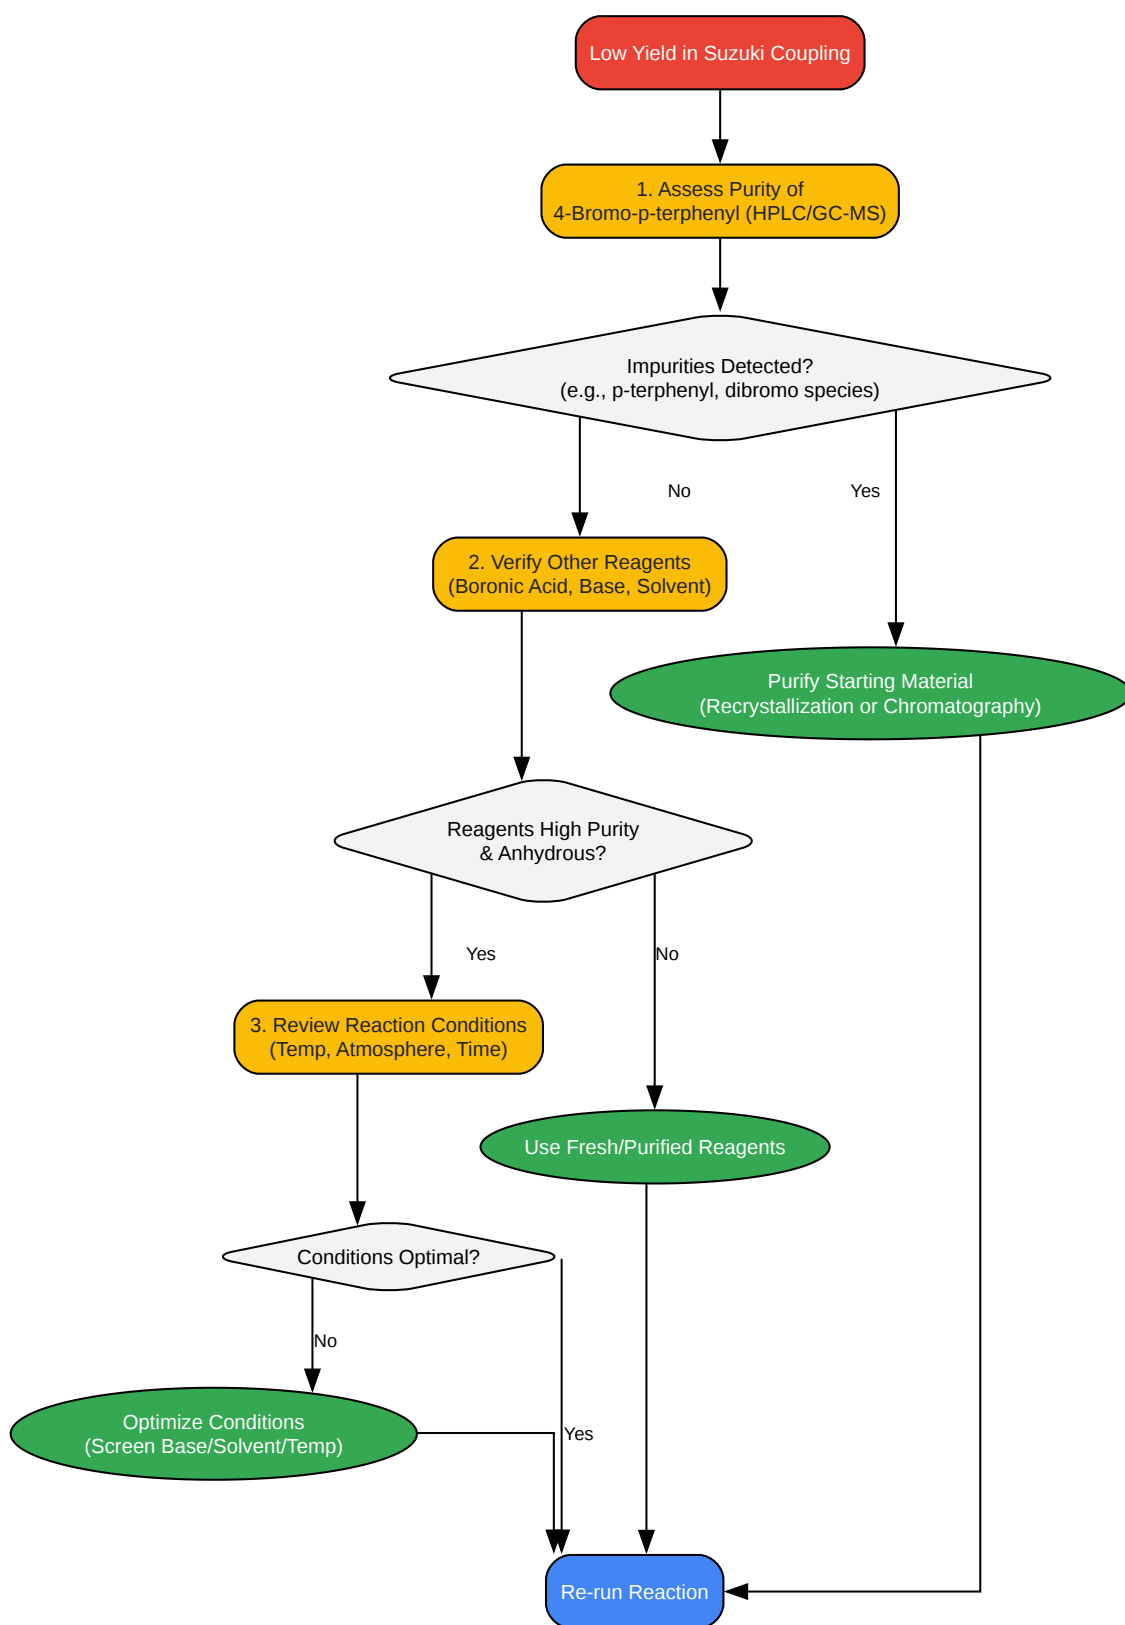 Low Yield in Suzuki Coupling
1. Assess Purity of
4-Bromo-p-terphenyl (HPLC/GC-MS)
Impurities Detected?
(e.g., p-terphenyl, dibromo species)
No
Yes
2. Verify Other Reagents
(Boronic Acid, Base, Solvent)
Purify Starting Material
(Recrystallization or Chromatography)
Reagents High Purity
& Anhydrous?
Yes
No
3. Review Reaction Conditions
(Temp, Atmosphere, Time)
Use Fresh/Purified Reagents
Conditions Optimal?
No
Optimize Conditions
(Screen Base/Solvent/Temp)
Yes
Re-run Reaction